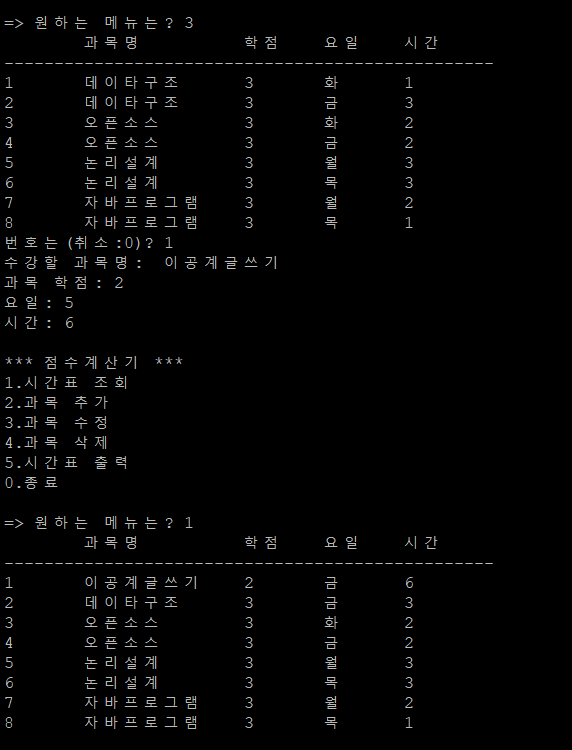 => 원하는 메뉴는? 3
과목명 학점 요일 시간
-------------------------------------------------
1 데이타구조 3 화 1
2 데이타구조 3 금 3
3 오픈소스 3 화 2
4 오픈소스 3 금 2
5 논리설계 3 월 3
6 논리설계 3 목 3
7 자바프로그램 3 월 2
8 자바프로그램 3 목 1
번호는(취소:0)? 1
수강할 과목명: 이공계글쓰기
과목 학점: 2
요일: 5
시간: 6
*** 점수계산기 ***
1.시간표 조회
2.과목 추가
3.과목 수정
4.과목 삭제
5.시간표 출력
0.종료
=> 원하는 메뉴는? 1
과목명 학점 요일 시간
-------------------------------------------------
1 이공계글쓰기 2 금 6
2 데이타구조 3 금 3
3 오픈소스 3 화 2
4 오픈소스 3 금 2
5 논리설계 3 월 3
6 논리설계 3 목 3
7 자바프로그램 3 월 2
8 자바프로그램 3 목 1